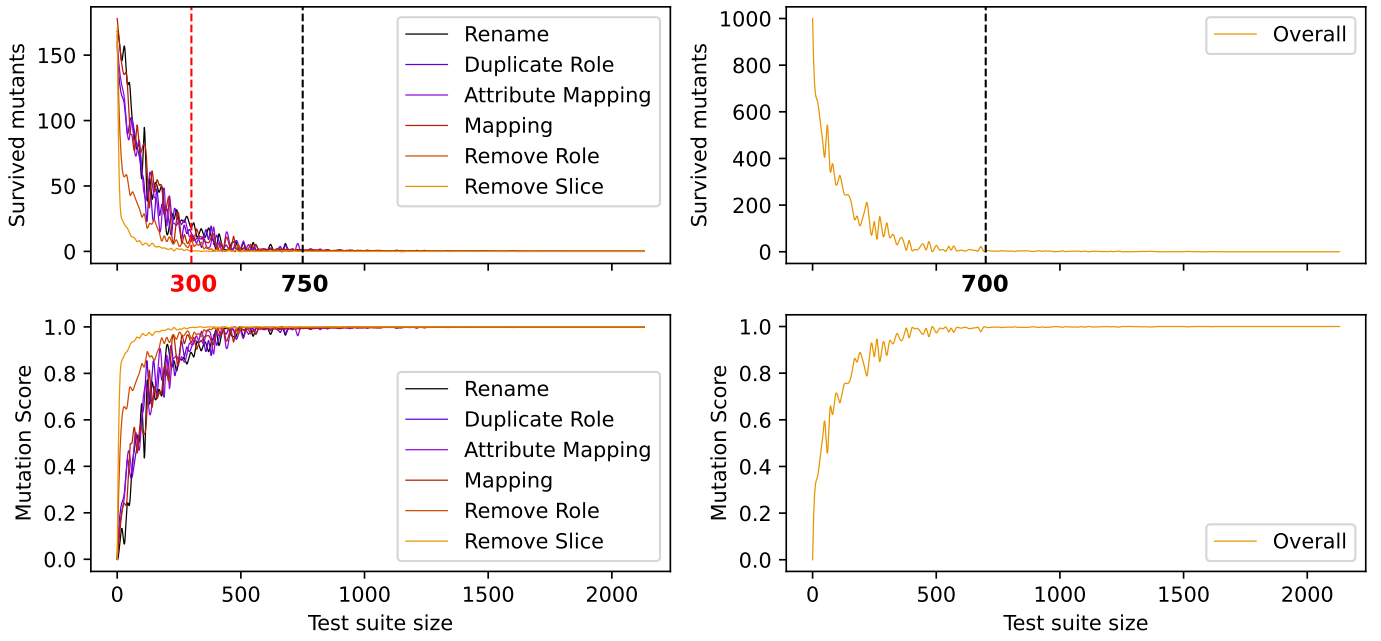 Survived mutants
150
100
50
0
Rename
Duplicate Role
Attribute Mapping
Mapping
Remove Role
Remove Slice
300
750
Survived mutants
1000
800
600
400
200
0
Overall
700
Mutation Score
1.0
0.8
0.6
0.4
0.2
0.0
Rename
Duplicate Role
Attribute Mapping
Mapping
Remove Role
Remove Slice
0
500
1000
1500
2000
Test suite size
Mutation Score
1.0
0.8
0.6
0.4
0.2
0.0
Overall
0
500
1000
1500
2000
Test suite size